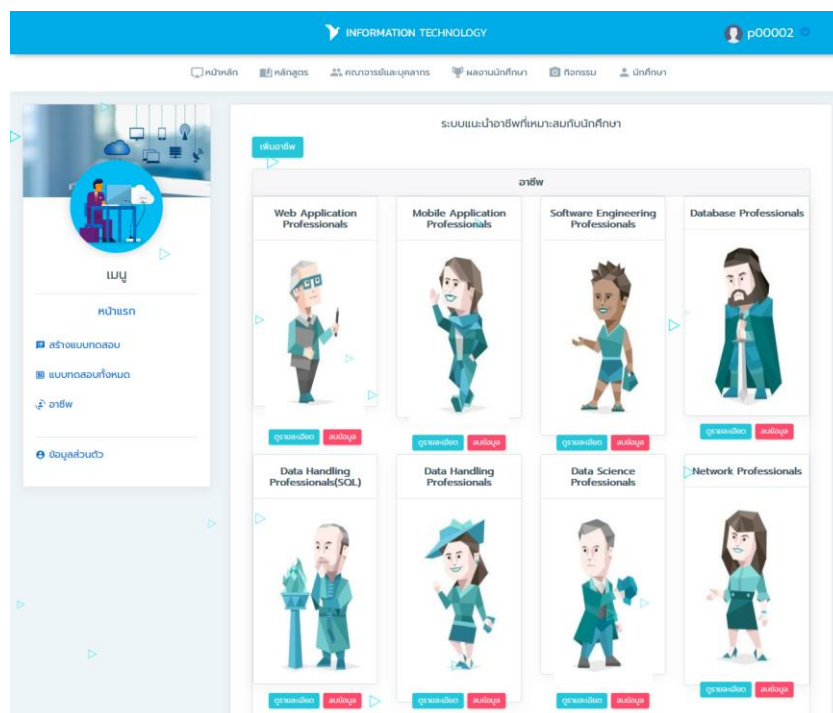 INFORMATION TECHNOLOGY
p00002
หน้าหลัก หลักสูตร คณาจารย์และบุคลากร ผลงานนักศึกษา กิจกรรม นักศึกษา
ระบบแนะนำอาชีพที่เหมาะสมกับนักศึกษา
เพิ่มอาชีพ
อาชีพ
เมนู
หน้าแรก
สร้างแบบทดสอบ
แบบทดสอบทั้งหมด
อาชีพ
ข้อมูลส่วนตัว
Web Application
Professionals
ดูรายละเอียด ลบข้อมูล
Mobile Application
Professionals
ดูรายละเอียด ลบข้อมูล
Software Engineering
Professionals
ดูรายละเอียด ลบข้อมูล
Database Professionals
ดูรายละเอียด ลบข้อมูล
Data Handling
Professionals(SQL)
ดูรายละเอียด ลบข้อมูล
Data Handling
Professionals
ดูรายละเอียด ลบข้อมูล
Data Science
Professionals
ดูรายละเอียด ลบข้อมูล
Network Professionals
ดูรายละเอียด ลบข้อมูล